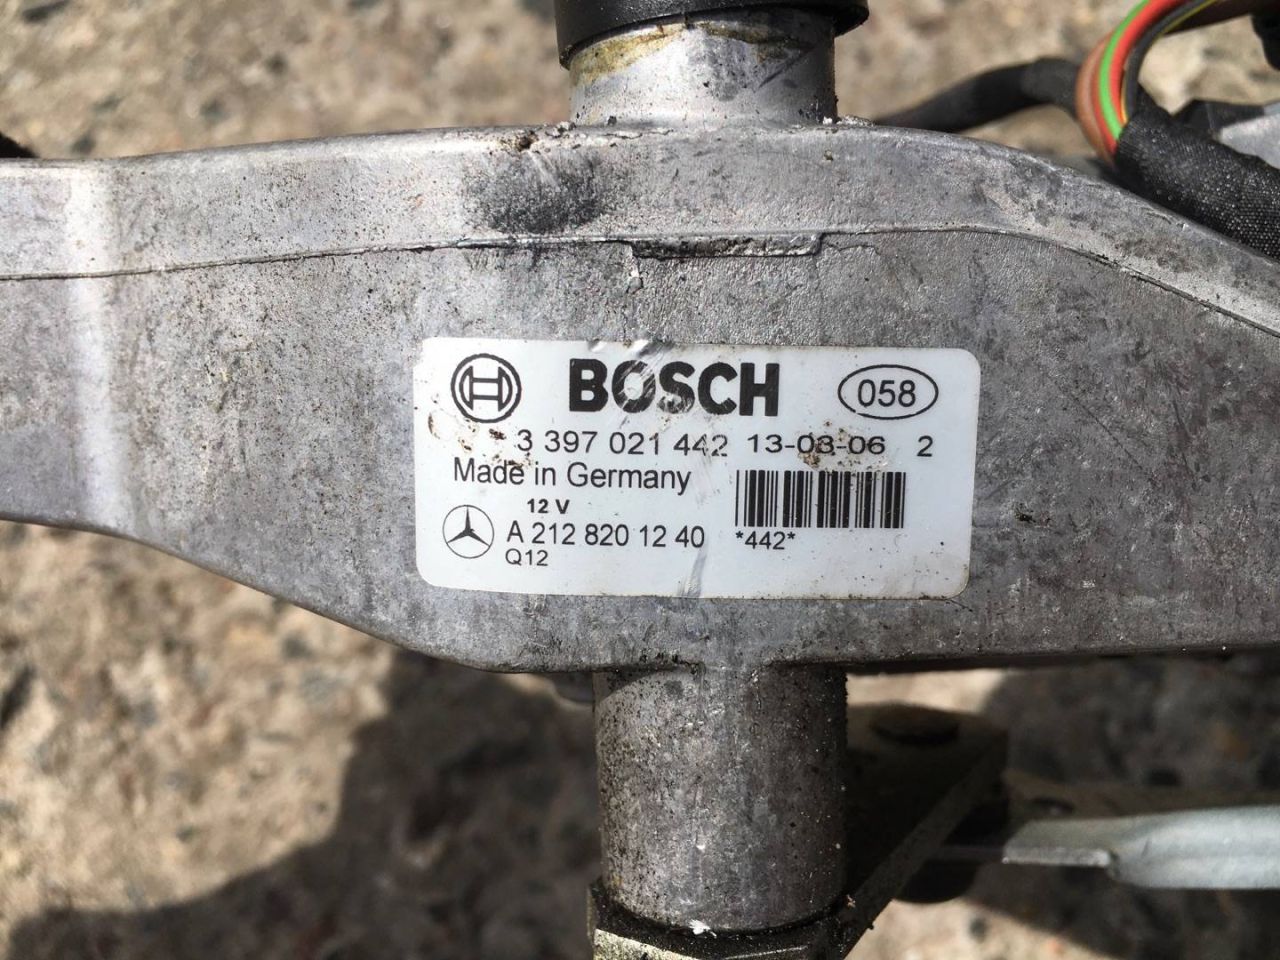 BOSCH 058
3 397 021 442 13-03-06 2
Made in Germany
12 V
A 212 820 12 40 *442*
Q12